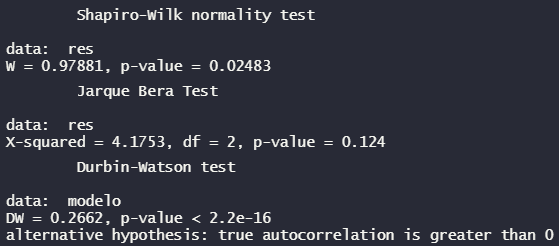 Shapiro-Wilk normality test
data:  res
W = 0.97881, p-value = 0.02483
Jarque Bera Test
data:  res
X-squared = 4.1753, df = 2, p-value = 0.124
Durbin-Watson test
data:  modelo
DW = 0.2662, p-value < 2.2e-16
alternative hypothesis: true autocorrelation is greater than 0